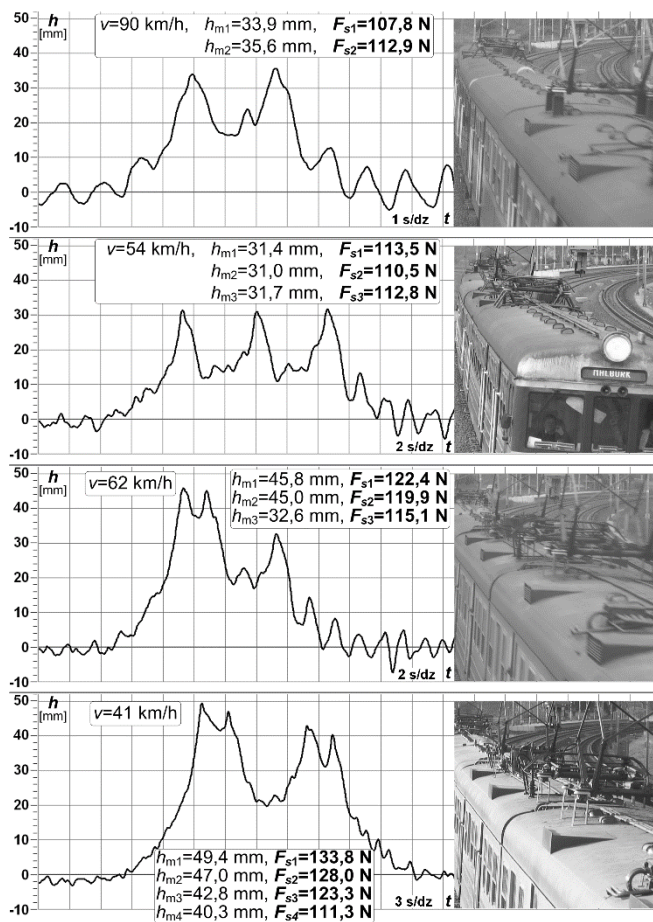 50
h
[mm]
v=90 km/h, hm1=33,9 mm, Fs1=107,8 N
hm2=35,6 mm, Fs2=112,9 N
40
30
20
10
0
-10
1 s/dz t
50
h
[mm]
v=54 km/h, hm1=31,4 mm, Fs1=113,5 N
hm2=31,0 mm, Fs2=110,5 N
hm3=31,7 mm, Fs3=112,8 N
40
30
20
10
0
-10
2 s/dz t
50
h
[mm]
v=62 km/h
hm1=45,8 mm, Fs1=122,4 N
hm2=45,0 mm, Fs2=119,9 N
hm3=32,6 mm, Fs3=115,1 N
40
30
20
10
0
-10
2 s/dz t
50
h
[mm]
v=41 km/h
40
30
20
10
0
-10
hm1=49,4 mm, Fs1=133,8 N
hm2=47,0 mm, Fs2=128,0 N
hm3=42,8 mm, Fs3=123,3 N
hm4=40,3 mm, Fs4=111,3 N
3 s/dz t